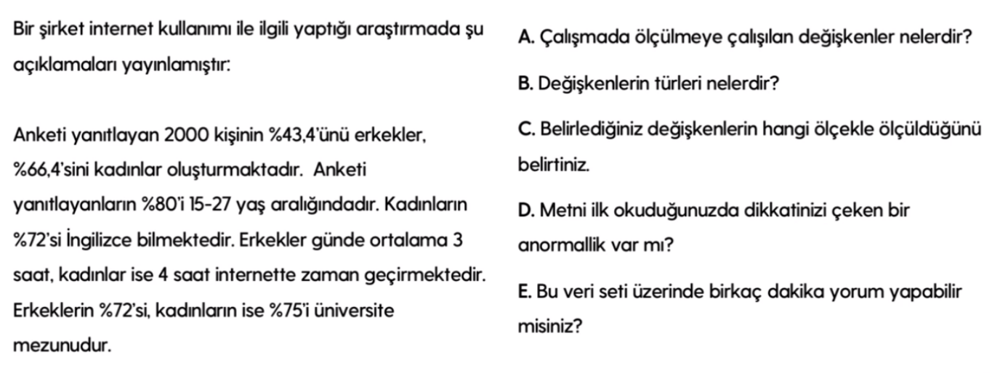 Bir şirket internet kullanımı ile ilgili yaptığı araştırmada şu
açıklamaları yayınlamıştır:
Anketi yanıtlayan 2000 kişinin %43,4'ünü erkekler,
%66,4'sini kadınlar oluşturmaktadır. Anketi
yanıtlayanların %80'i 15-27 yaş aralığındadır. Kadınların
%72'si İngilizce bilmektedir. Erkekler günde ortalama 3
saat, kadınlar ise 4 saat internette zaman geçirmektedir.
Erkeklerin %72'si, kadınların ise %75'i üniversite
mezunudur.
A. Çalışmada ölçülmeye çalışılan değişkenler nelerdir?
B. Değişkenlerin türleri nelerdir?
C. Belirlediğiniz değişkenlerin hangi ölçekle ölçüldüğünü
belirtiniz.
D. Metni ilk okuduğunuzda dikkatinizi çeken bir
anormallik var mı?
E. Bu veri seti üzerinde birkaç dakika yorum yapabilir
misiniz?